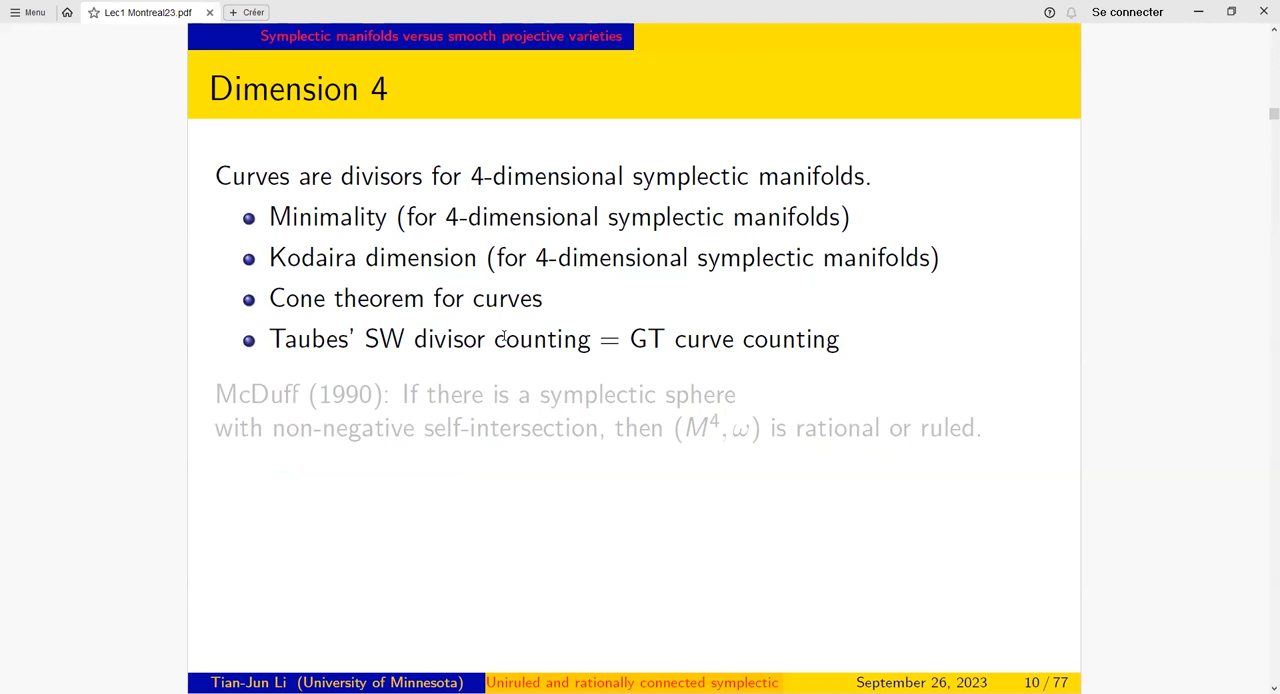 Menu
Lec1 Montreal23.pdf
Créer
Se connecter
Symplectic manifolds versus smooth projective varieties
Dimension 4
Curves are divisors for 4-dimensional symplectic manifolds.
Minimality (for 4-dimensional symplectic manifolds)
Kodaira dimension (for 4-dimensional symplectic manifolds)
Cone theorem for curves
Taubes' SW divisor counting = GT curve counting
McDuff (1990): If there is a symplectic sphere
with non-negative self-intersection, then (M⁴, ω) is rational or ruled.
Tian-Jun Li (University of Minnesota) Uniruled and rationally connected symplectic September 26, 2023 10 / 77